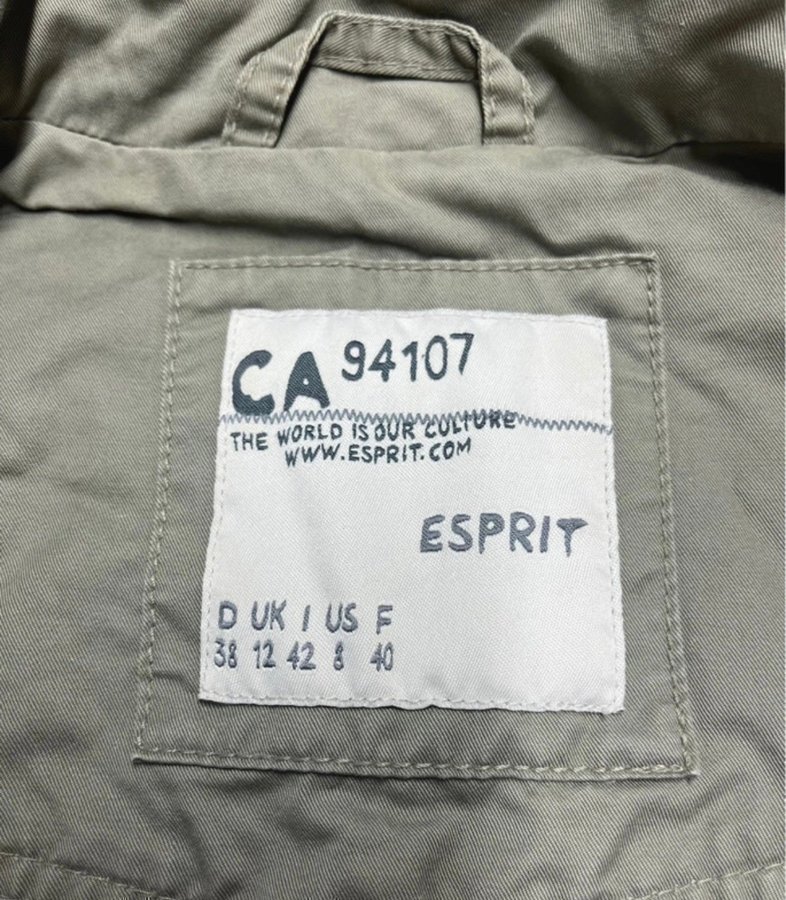 CA 94107
THE WORLD IS OUR CULTURE
WWW.ESPRIT.COM
ESPRIT
D UK I US F
38 12 42 8 40